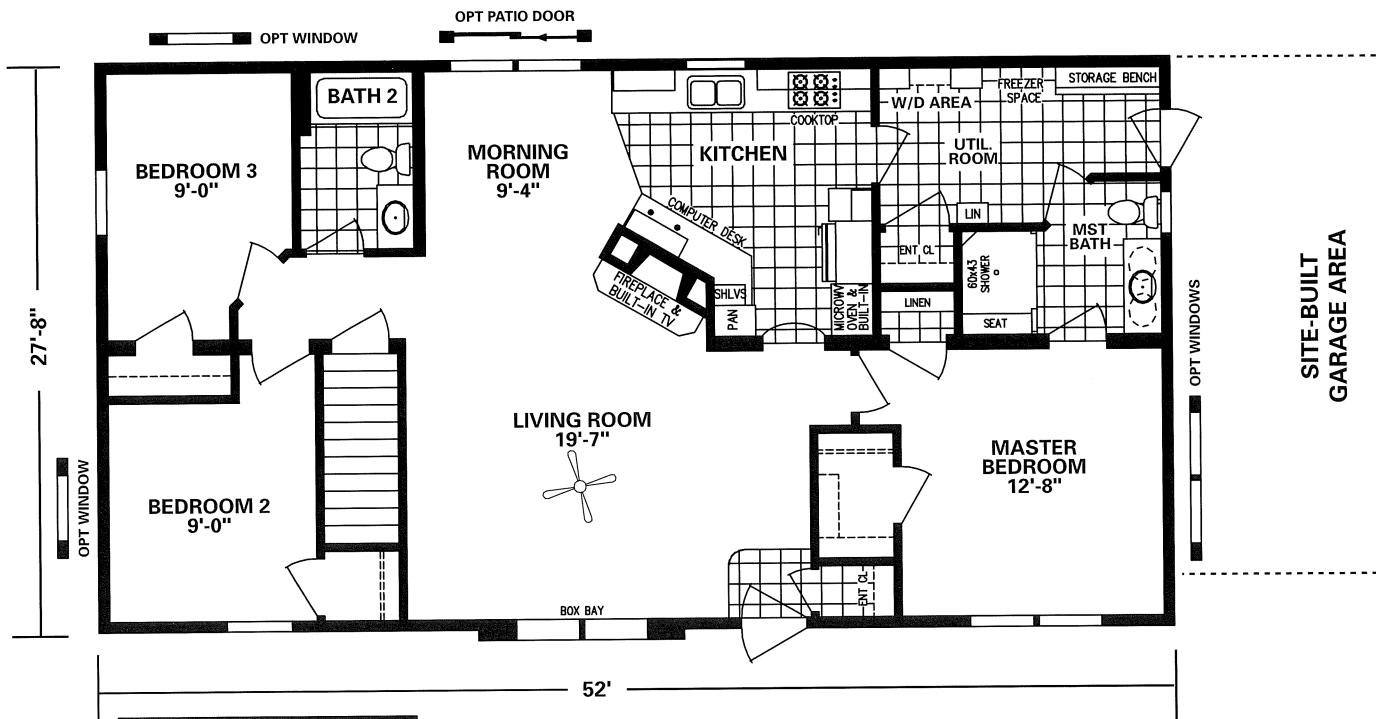 OPT PATIO DOOR
OPT WINDOW
BATH 2
W/D AREA
FREEZER
SPACE
STORAGE BENCH
COOKTOP
BEDROOM 3
9'-0"
MORNING
ROOM
9'-4"
KITCHEN
UTIL.
ROOM
COMPUTER DESK
LIN
MST
BATH
ENT CL
60x43
SHOWER
FIREPLACE &
BUILT-IN TV
SHLVS
PAN
MICROWV
OVEN &
BUILT-IN
LINEN
SEAT
27'-8"
OPT WINDOWS
SITE-BUILT
GARAGE AREA
LIVING ROOM
19'-7"
MASTER
BEDROOM
12'-8"
BEDROOM 2
9'-0"
OPT WINDOW
ENT CL
BOX BAY
52'